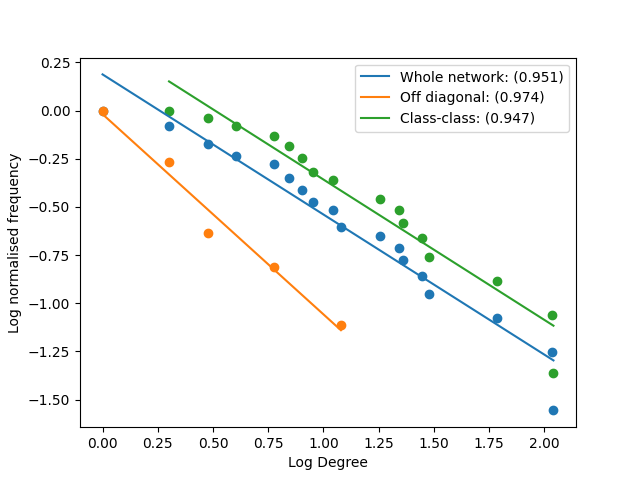 Whole network: (0.951)
Off diagonal: (0.974)
Class-class: (0.947)
Log normalised frequency
0.25
0.00
−0.25
−0.50
−0.75
−1.00
−1.25
−1.50
0.00 0.25 0.50 0.75 1.00 1.25 1.50 1.75 2.00
Log Degree